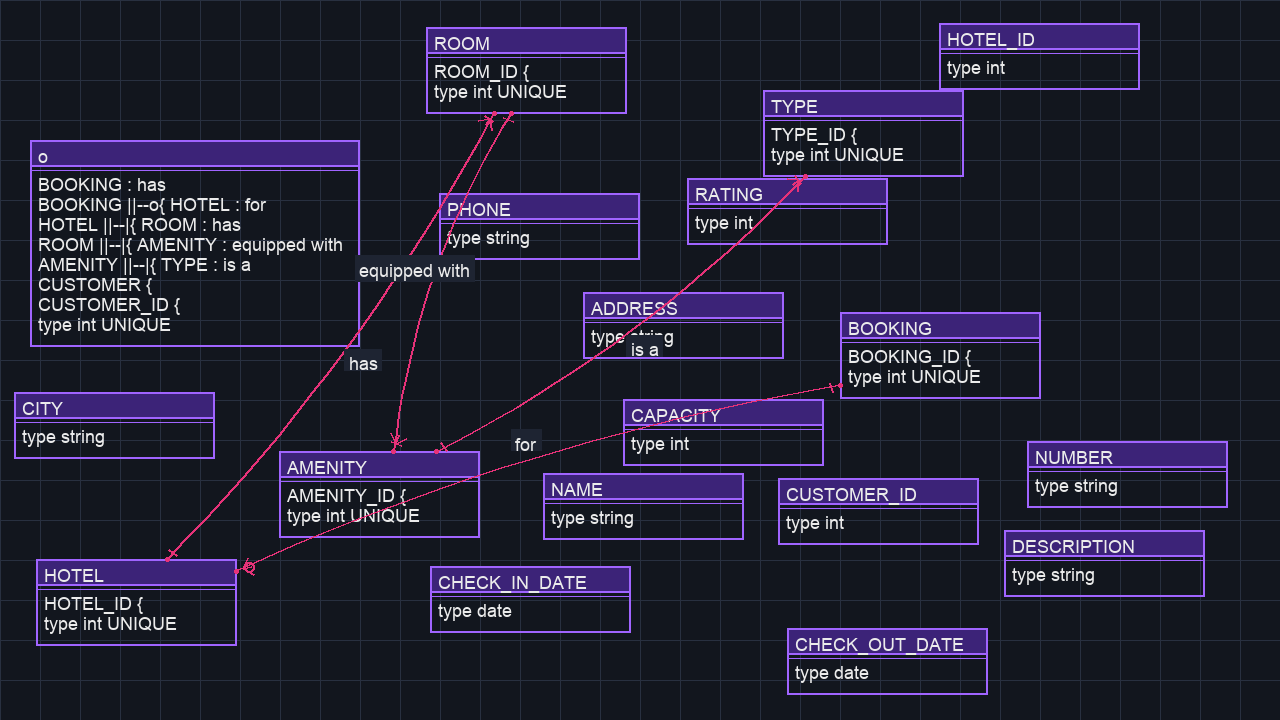 ROOM
ROOM_ID {
type int UNIQUE
HOTEL_ID
type int
TYPE
TYPE_ID {
type int UNIQUE
o
BOOKING : has
BOOKING ||--o{ HOTEL : for
HOTEL ||--|{ ROOM : has
ROOM ||--|{ AMENITY : equipped with
AMENITY ||--|{ TYPE : is a
CUSTOMER {
CUSTOMER_ID {
type int UNIQUE
PHONE
type string
RATING
type int
equipped with
ADDRESS
type string
is a
BOOKING
BOOKING_ID {
type int UNIQUE
has
CITY
type string
CAPACITY
type int
for
AMENITY
AMENITY_ID {
type int UNIQUE
NAME
type string
CUSTOMER_ID
type int
NUMBER
type string
DESCRIPTION
type string
HOTEL
HOTEL_ID {
type int UNIQUE
CHECK_IN_DATE
type date
CHECK_OUT_DATE
type date